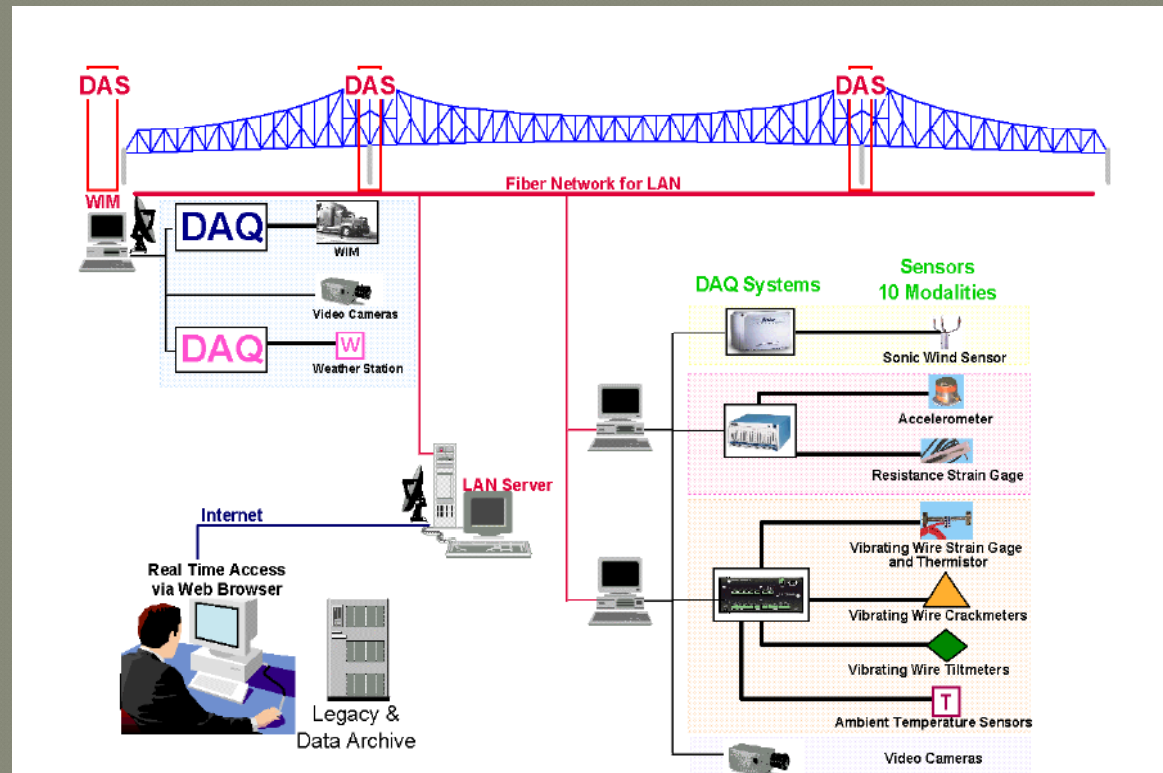 DAS
DAS
DAS
Fiber Network for LAN
WIM
DAQ
WIM
Video Cameras
DAQ
W
Weather Station
DAQ Systems
Sensors
10 Modalities
Sonic Wind Sensor
Accelerometer
Resistance Strain Gage
LAN Server
Internet
Real Time Access
via Web Browser
Legacy &
Data Archive
Vibrating Wire Strain Gage
and Thermistor
Vibrating Wire Crackmeters
Vibrating Wire Tiltmeters
T
Ambient Temperature Sensors
Video Cameras